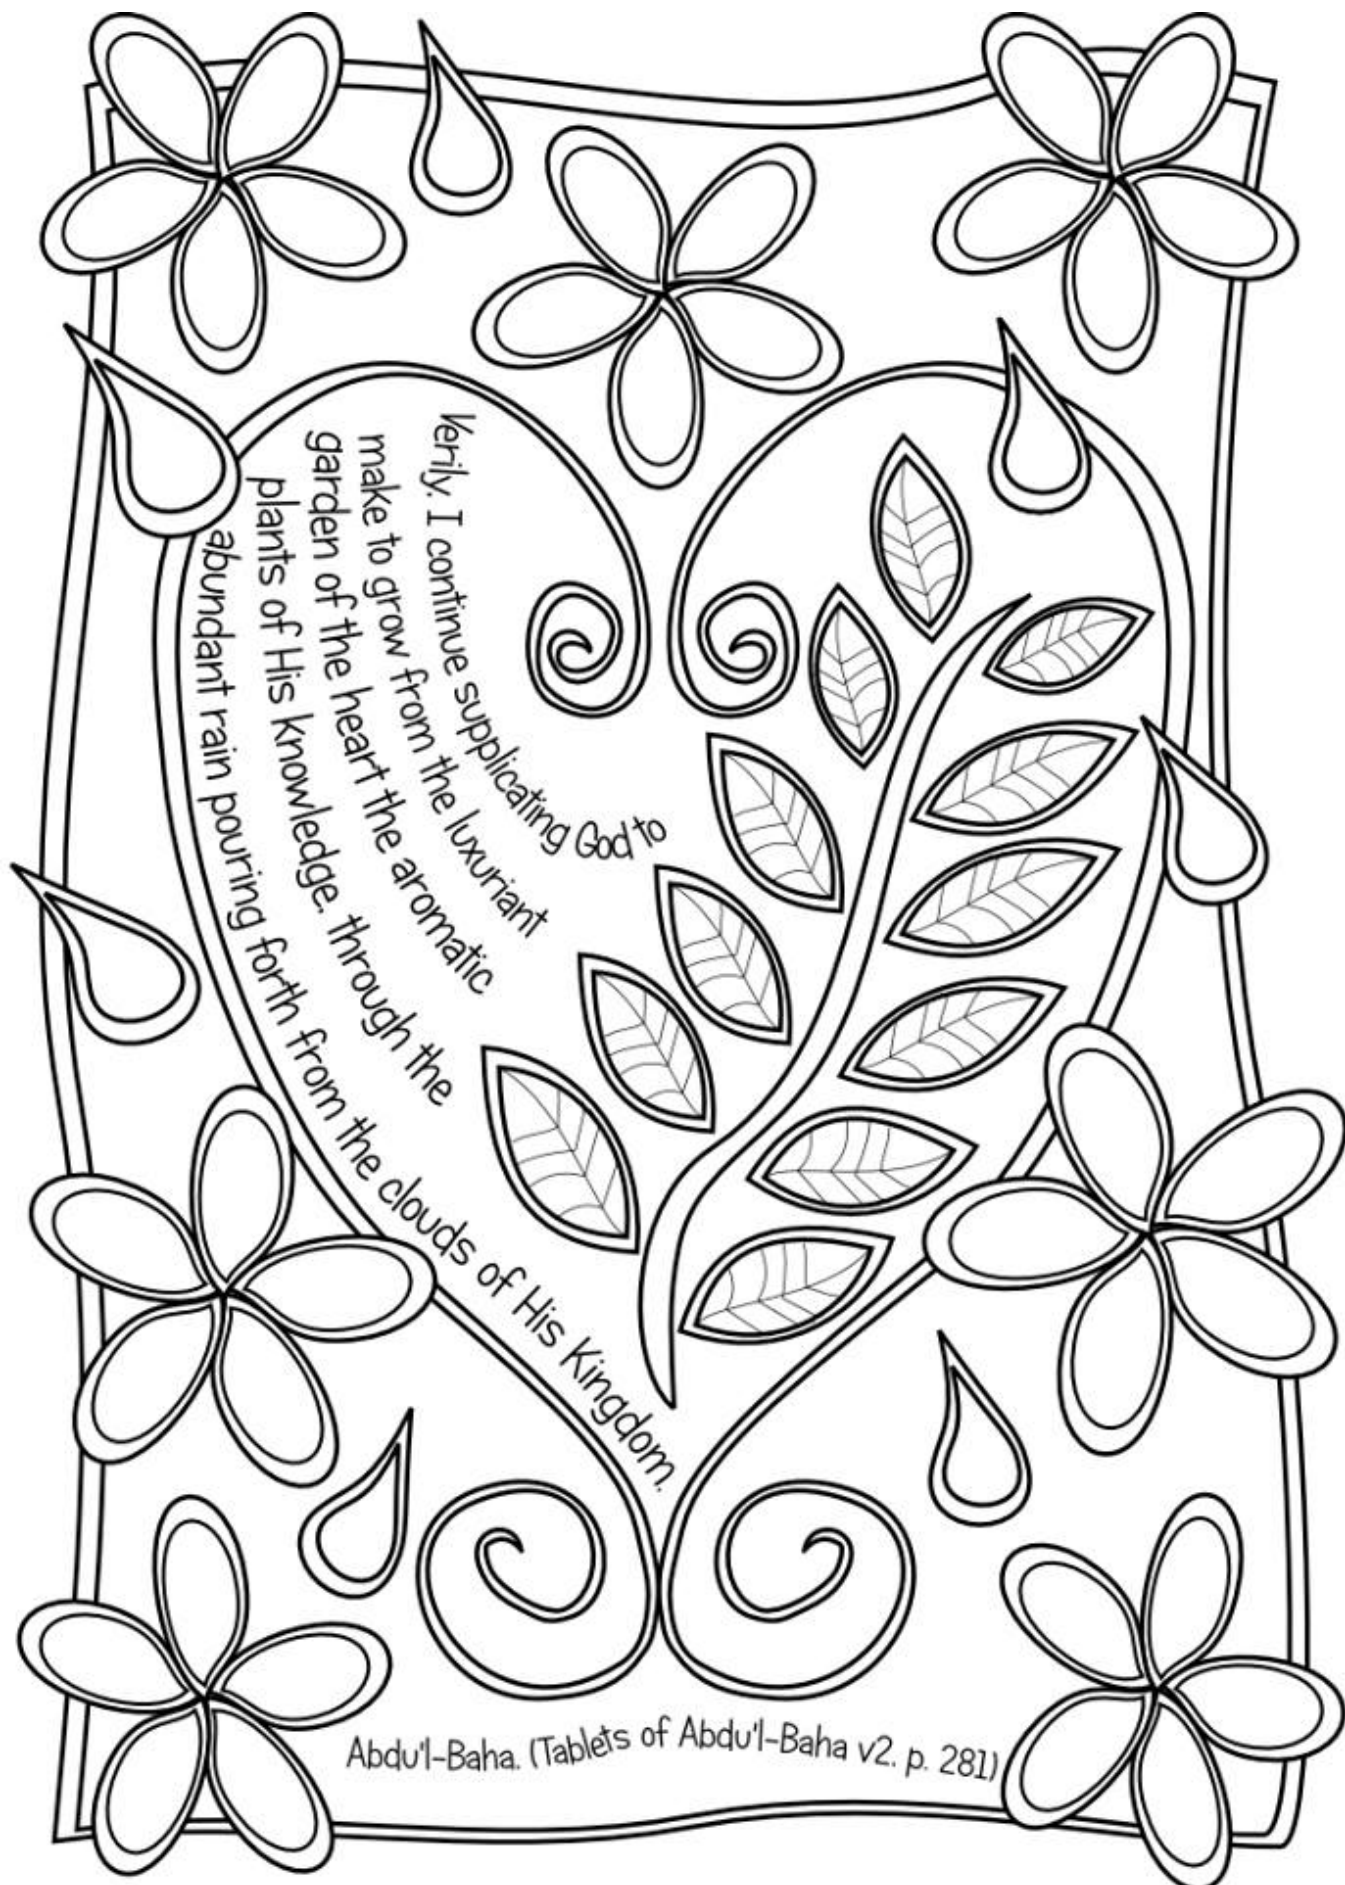 Verily. I continue supplicating God to
make to grow from the luxuriant
garden of the heart the aromatic
plants of His knowledge. through the
abundant rain pouring forth from the clouds of His Kingdom.
Abdu'l-Baha. (Tablets of Abdu'l-Baha v2. p. 281)